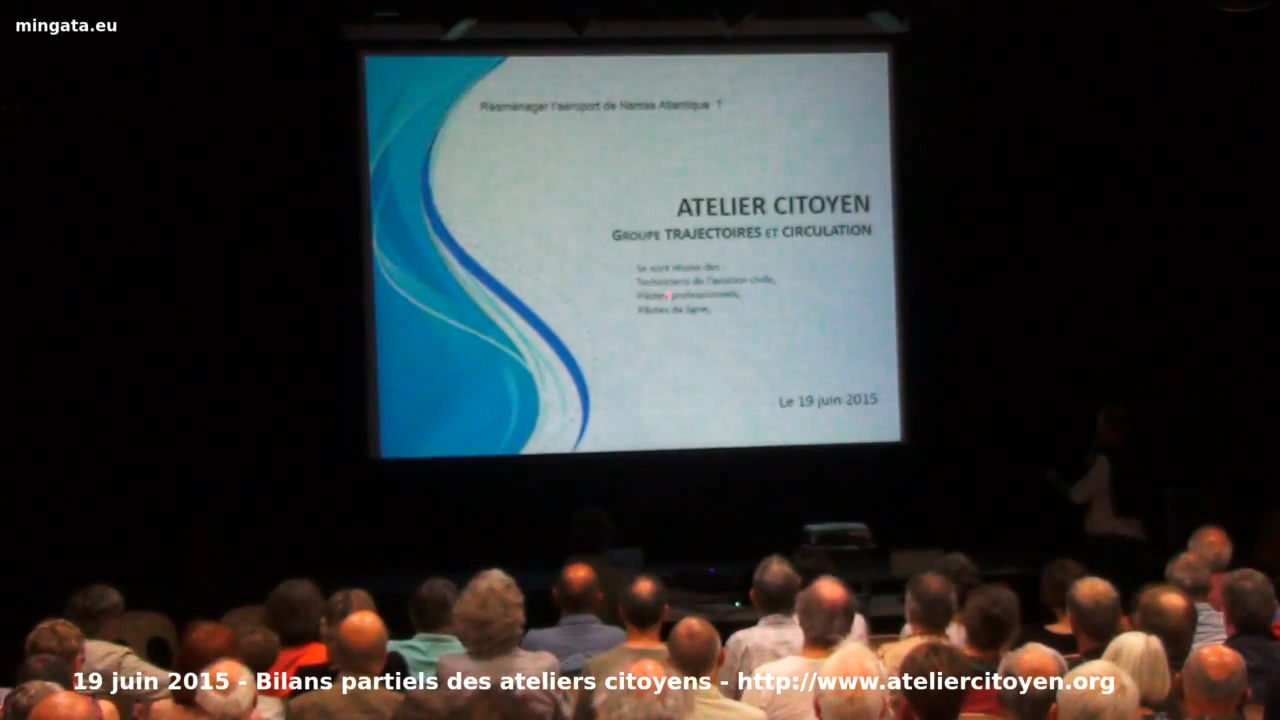 mingata.eu
Réaménager l'aéroport de Nantes Atlantique ?
ATELIER CITOYEN
GROUPE TRAJECTOIRES ET CIRCULATION
Se sont réunis des
Techniciens de l'aviation civile,
Pilotes professionnels,
Pilotes de ligne,
Le 19 juin 2015
19 juin 2015 - Bilans partiels des ateliers citoyens - http://www.ateliercitoyen.org